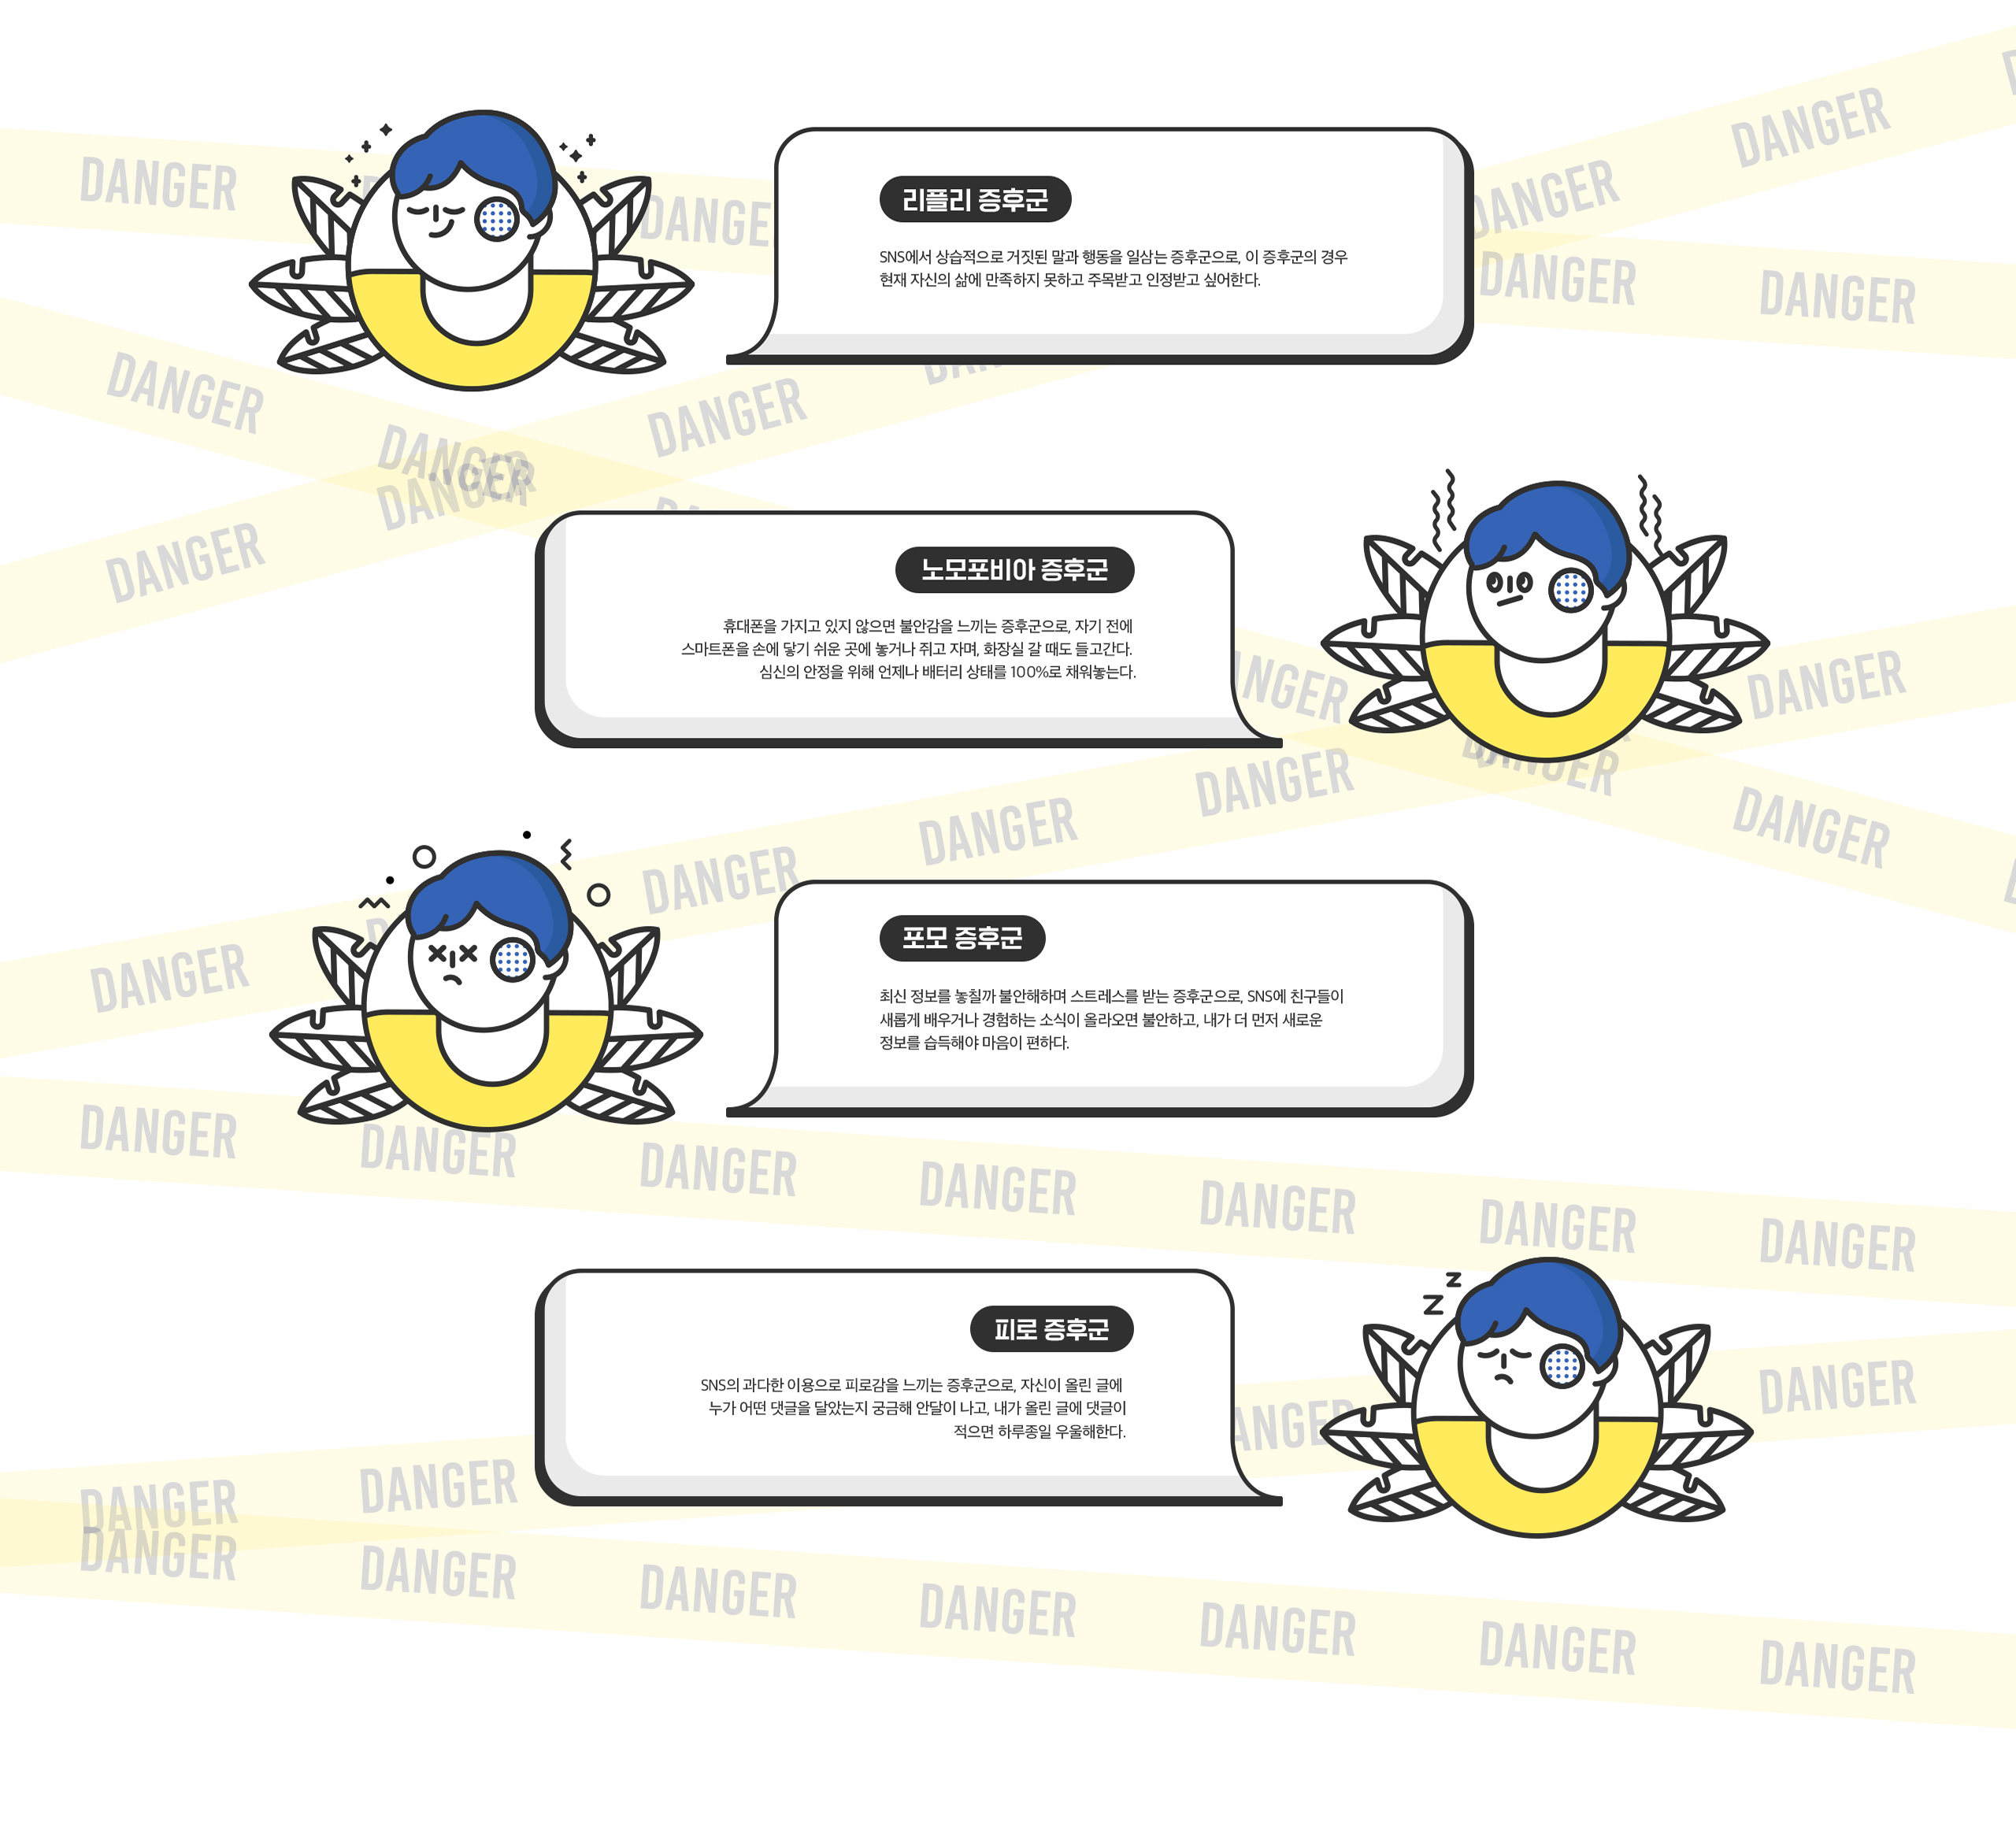 리플리 증후군
SNS에서 상습적으로 거짓된 말과 행동을 일삼는 증후군으로, 이 증후군의 경우
현재 자신의 삶에 만족하지 못하고 주목받고 인정받고 싶어한다.
노모포비아 증후군
휴대폰을 가지고 있지 않으면 불안감을 느끼는 증후군으로, 자기 전에
스마트폰을 손에 닿기 쉬운 곳에 놓거나 쥐고 자며, 화장실 갈 때도 들고간다.
심신의 안정을 위해 언제나 배터리 상태를 100%로 채워놓는다.
포모 증후군
최신 정보를 놓칠까 불안해하며 스트레스를 받는 증후군으로, SNS에 친구들이
새롭게 배우거나 경험하는 소식이 올라오면 불안하고, 내가 더 먼저 새로운
정보를 습득해야 마음이 편하다.
z
z
피로 증후군
SNS의 과다한 이용으로 피로감을 느끼는 증후군으로, 자신이 올린 글에
누가 어떤 댓글을 달았는지 궁금해 안달이 나고, 내가 올린 글에 댓글이
적으면 하루종일 우울해한다.
DANGER DANGER
DANGER DANGER
DANGER DANGER
DANGER DANGER
DANGER DANGER DANGER
DANGER DANGER
DANGER DANGER DANGER DANGER DANGER
DANGER DANGER DANGER DANGER DANGER DANGER DANGER
DANGER DANGER DANGER
DANGER DANGER DANGER DANGER DANGER DANGER DANGER